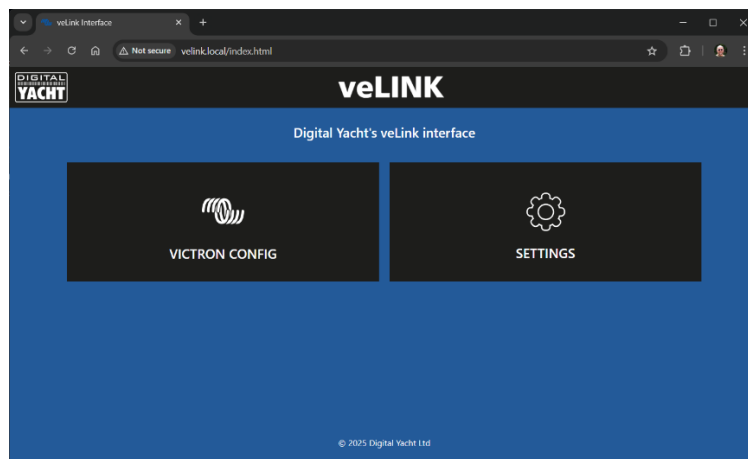 veLink Interface
Not secure velink.local/index.html
DIGITAL
YACHT
veLINK
Digital Yacht's veLink interface
VICTRON CONFIG
SETTINGS
© 2025 Digital Yacht Ltd